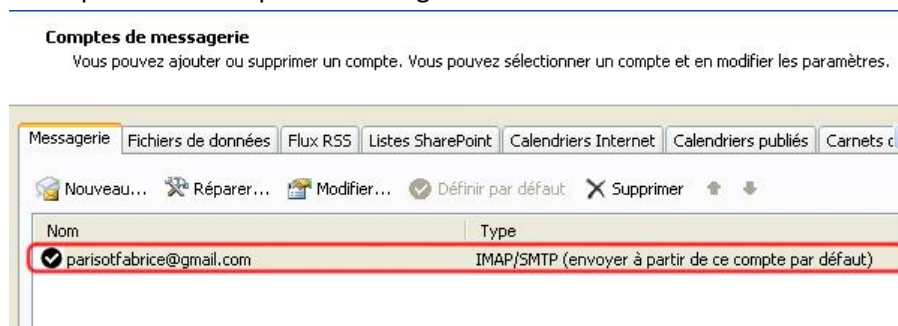 Comptes de messagerie
Vous pouvez ajouter ou supprimer un compte. Vous pouvez sélectionner un compte et en modifier les paramètres.
Messagerie Fichiers de données Flux RSS Listes SharePoint Calendriers Internet Calendriers publiés Carnets
Nouveau... Réparer... Modifier... Définir par défaut Supprimer
Nom Type
parisotfabrice@gmail.com IMAP/SMTP (envoyer à partir de ce compte par défaut)